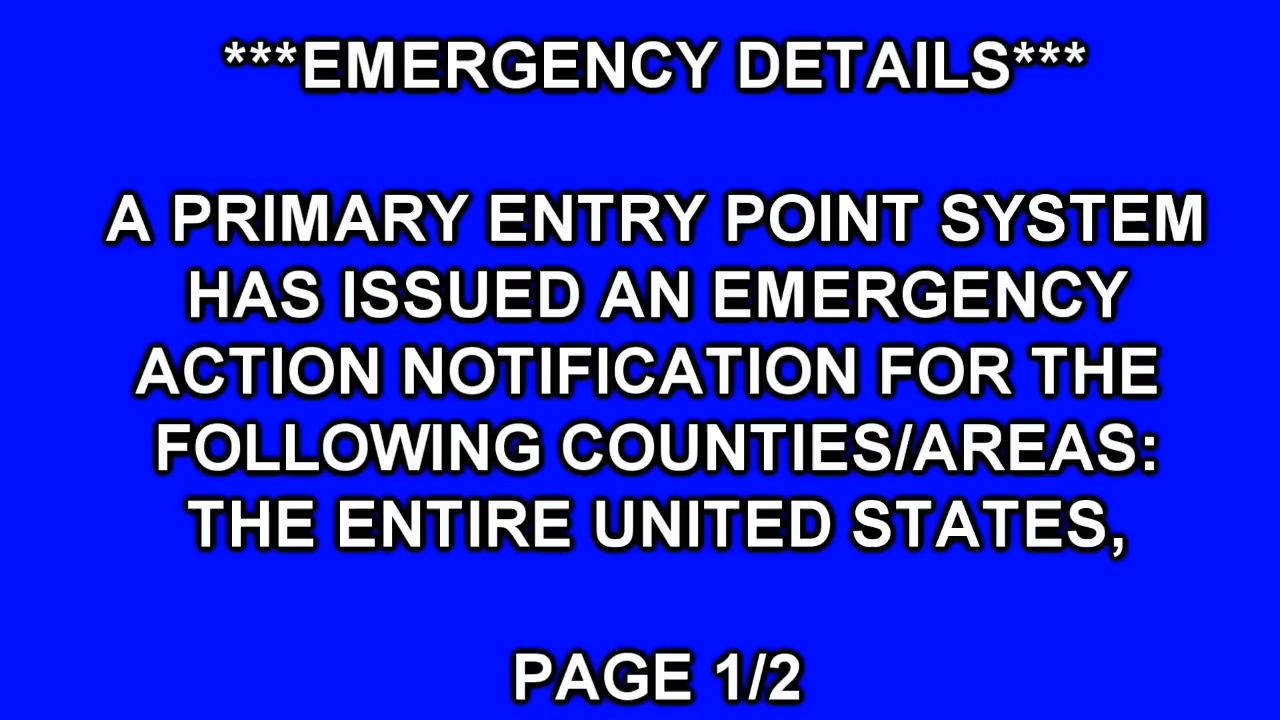 ***EMERGENCY DETAILS***
A PRIMARY ENTRY POINT SYSTEM
HAS ISSUED AN EMERGENCY
ACTION NOTIFICATION FOR THE
FOLLOWING COUNTIES/AREAS:
THE ENTIRE UNITED STATES,
PAGE 1/2